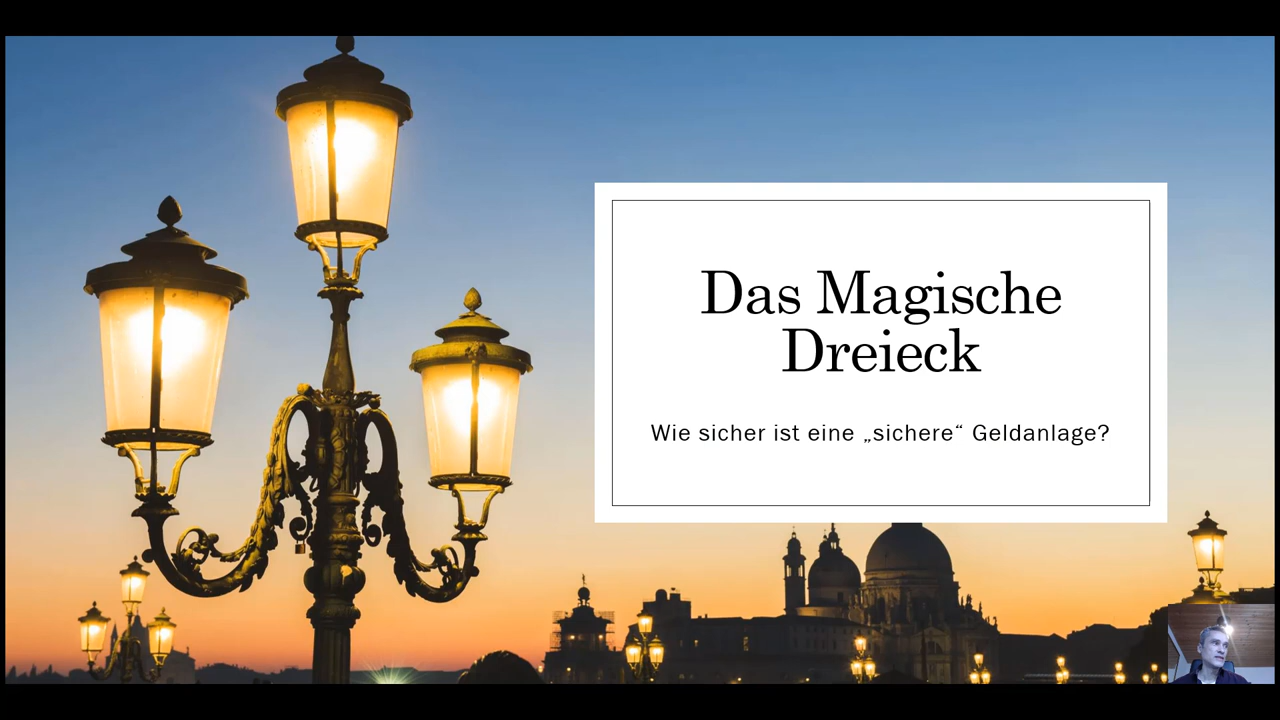 Das Magische
Dreieck
Wie sicher ist eine „sichere“ Geldanlage?